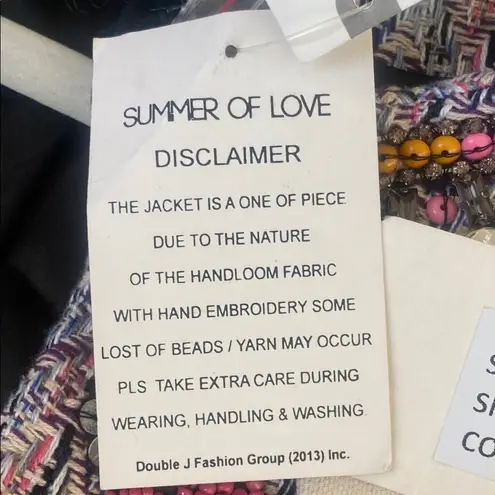 SUMMER OF LOVE
DISCLAIMER
THE JACKET IS A ONE OF PIECE
DUE TO THE NATURE
OF THE HANDLOOM FABRIC
WITH HAND EMBROIDERY SOME
LOST OF BEADS / YARN MAY OCCUR
PLS TAKE EXTRA CARE DURING
WEARING, HANDLING & WASHING.
Double J Fashion Group (2013) Inc.